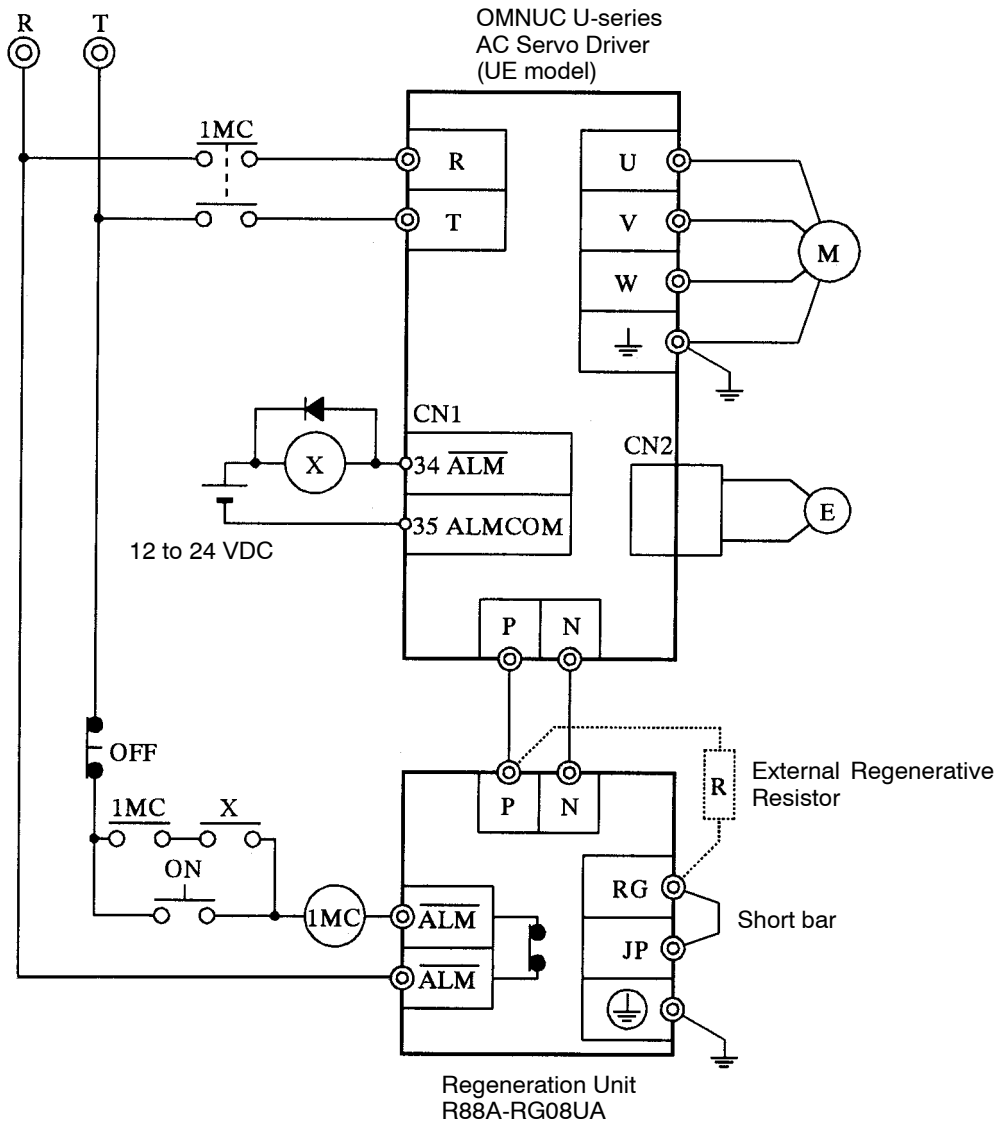 R T
OMNUC U-series
AC Servo Driver
(UE model)
1MC
R
T
U
V
W
M
CN1
X
34 ALM
35 ALMCOM
12 to 24 VDC
CN2
E
P N
OFF
1MC X
ON
1MC
P N
R
External Regenerative
Resistor
ALM
ALM
RG
JP
Short bar
Regeneration Unit
R88A-RG08UA